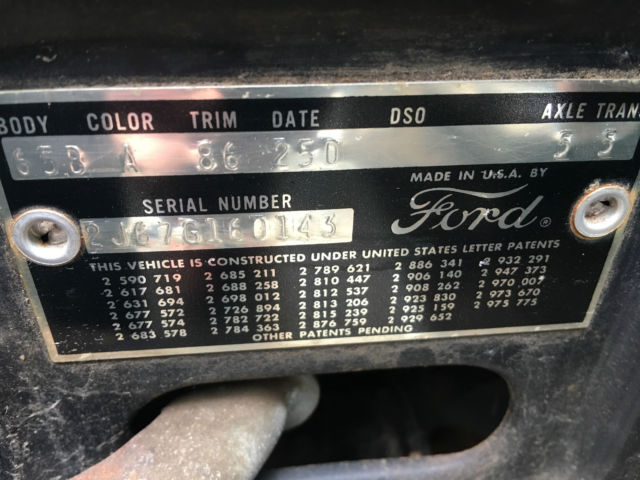 BODY COLOR TRIM DATE DSO AXLE TRANS
65B A 86 25D 5 5
MADE IN U.S.A. BY
SERIAL NUMBER
Ford ®
2J67G160143
THIS VEHICLE IS CONSTRUCTED UNDER UNITED STATES LETTER PATENTS
2 590 719 2 685 211 2 789 621 2 886 341 2 932 291
2 617 681 2 688 258 2 810 447 2 906 140 2 947 373
2 631 694 2 698 012 2 812 537 2 908 262 2 970 007
2 677 572 2 726 894 2 813 206 2 923 830 2 973 670
2 677 574 2 782 722 2 815 239 2 925 159 2 975 775
2 683 578 2 784 363 2 876 759 2 929 652
OTHER PATENTS PENDING